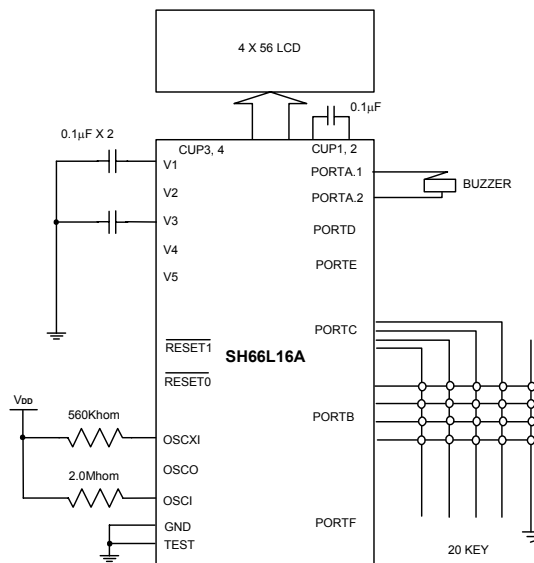 4 X 56 LCD
0.1μF
0.1μF X 2
CUP3, 4
CUP1, 2
V1
PORTA.1
BUZZER
V2
PORTA.2
V3
PORTD
V4
PORTE
V5
PORTC
RESET1
SH66L16A
RESET0
VDD
560Khom
PORTB
OSCXI
OSCO
2.0Mhom
OSCI
GND
PORTF
TEST
20 KEY